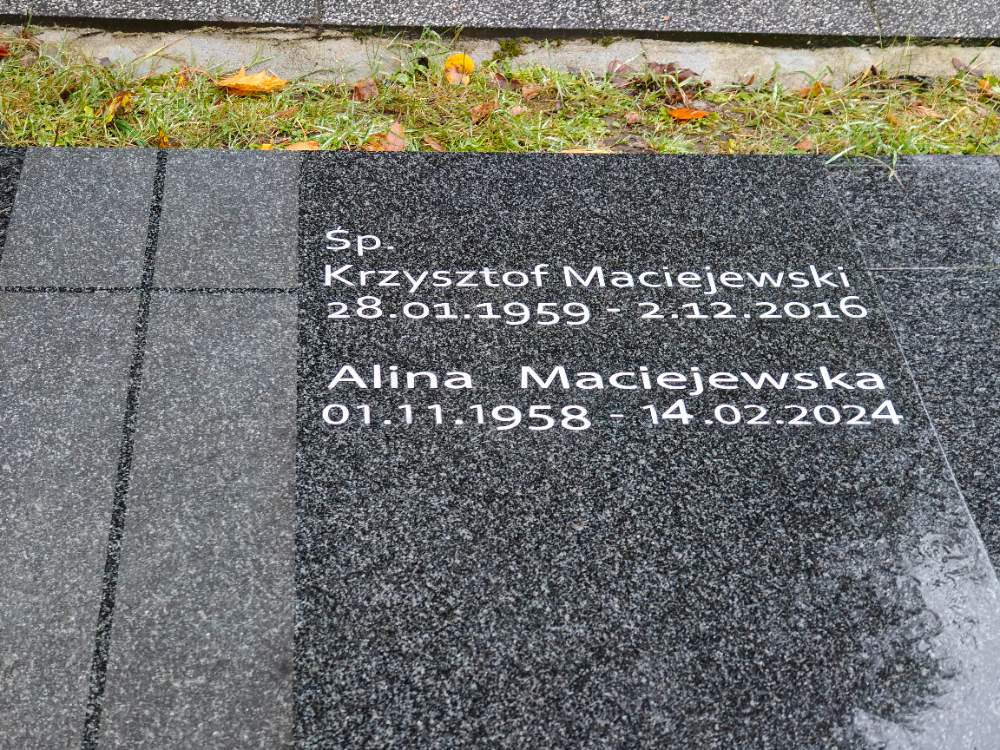 Śp.
Krzysztof Maciejewski
28.01.1959 - 2.12.2016
Alina Maciejewska
01.11.1958 - 14.02.2024